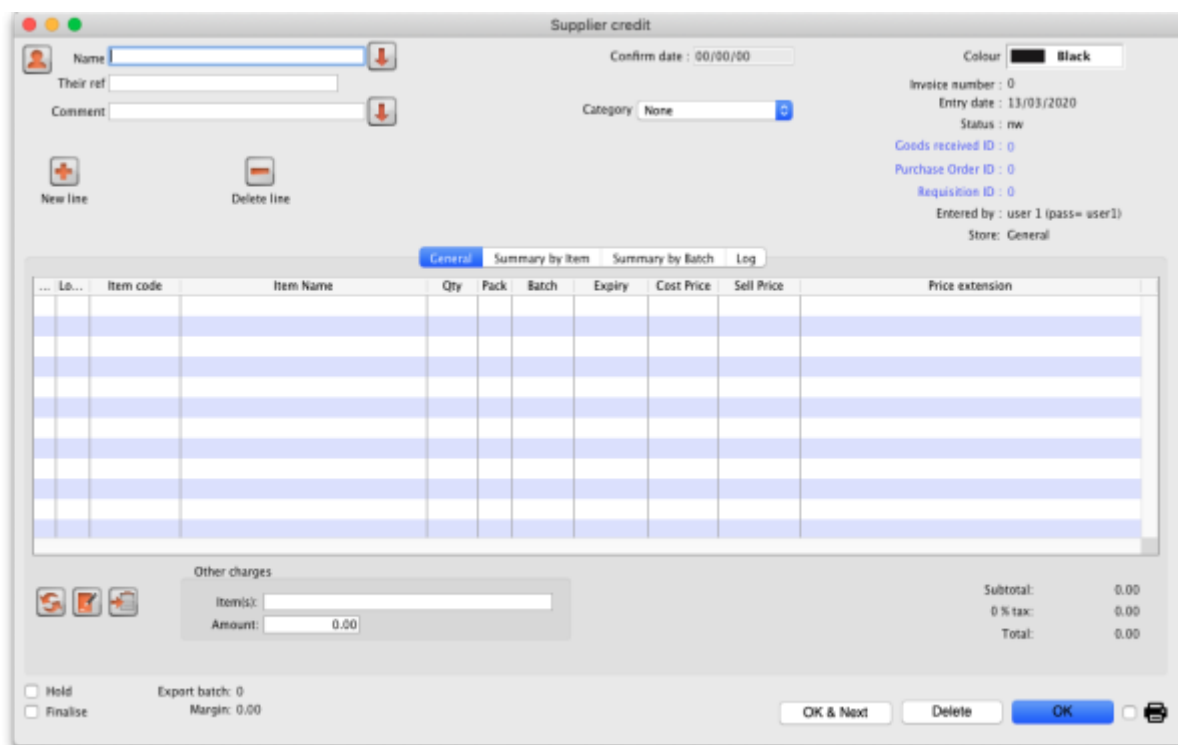 Supplier credit
Name
Confirm date : 00/00/00
Colour Black
Their ref
Invoice number : 0
Comment
Category None
Entry date : 13/03/2020
Status : nw
Goods received ID : 0
Purchase Order ID : 0
Requisition ID : 0
New line
Delete line
Entered by : user 1 (pass= user1)
Store: General
General Summary by Item Summary by Batch Log
... Lo... Item code Item Name Qty Pack Batch Expiry Cost Price Sell Price Price extension
Other charges
Item(s):
Amount: 0.00
Subtotal: 0.00
0 % tax: 0.00
Total: 0.00
Hold
Export batch: 0
Finalise
Margin: 0.00
OK & Next
Delete
OK